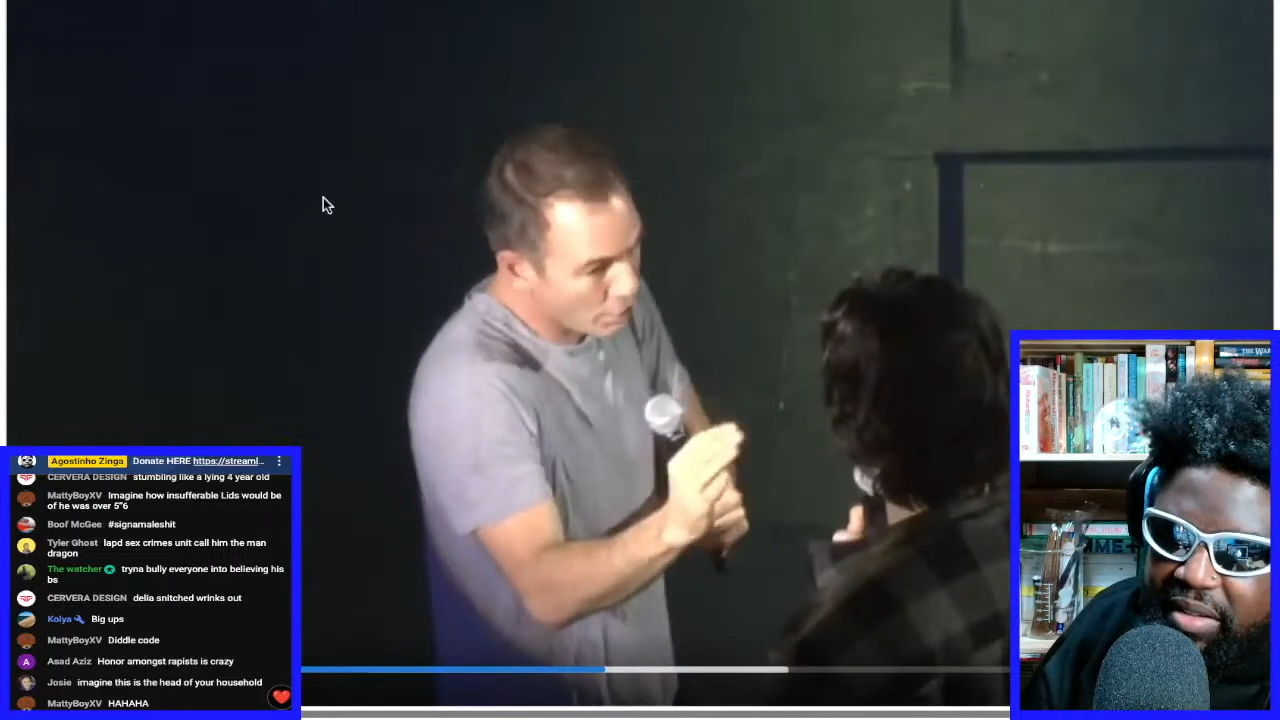 Agostinho Zinga Donate HERE https://streaml...
CERVERA DESIGN stumbling like a lying 4 year old
MattyBoyXV Imagine how insufferable Lids would be
of he was over 5"6
Boof McGee #signamaleshit
Tyler Ghost lapd sex crimes unit call him the man
dragon
The watcher tryna bully everyone into believing his
bs
CERVERA DESIGN delia snitched wrinks out
Kolya Big ups
MattyBoyXV Diddle code
A Asad Aziz Honor amongst rapists is crazy
Josie imagine this is the head of your household
MattyBoyXV HAHAHA